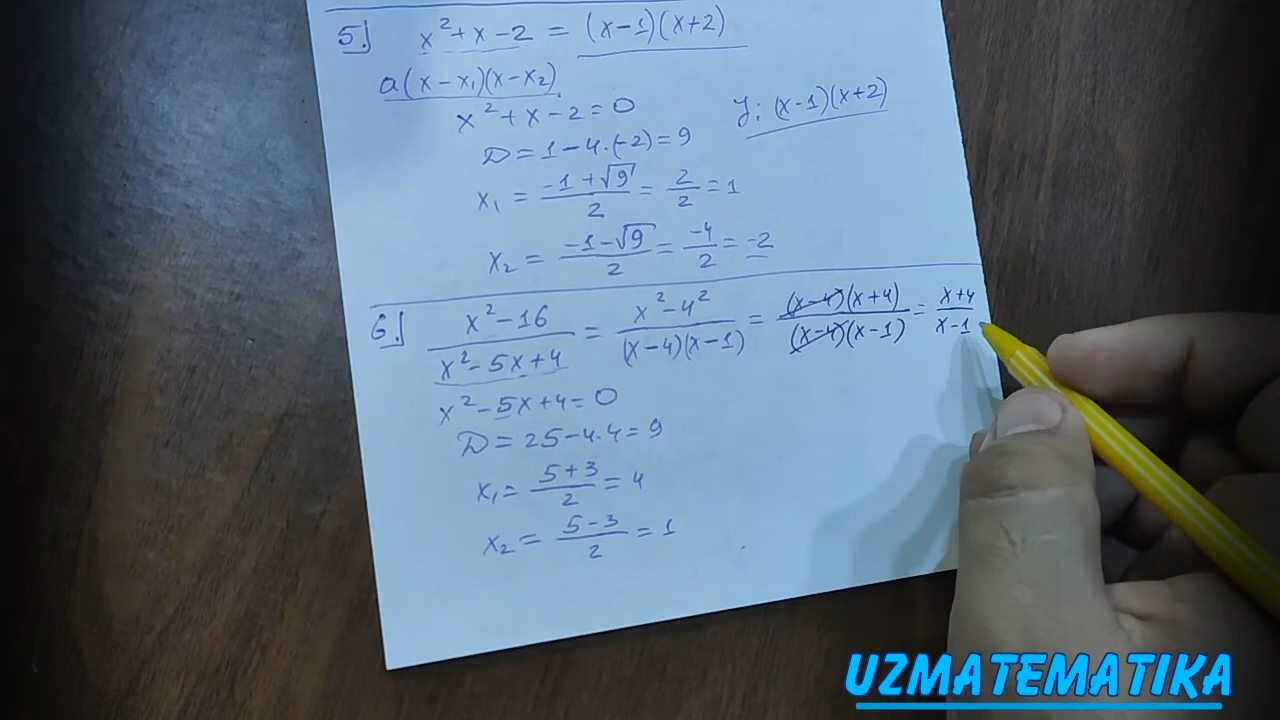 5.] x² + x − 2 = (x−1)(x+2)
a(x − x₁)(x − x₂)
x² + x − 2 = 0
J: (x−1)(x+2)
D = 1 − 4·(−2) = 9
x₁ = (−1 + √9)/2 = 2/2 = 1
x₂ = (−1 − √9)/2 = −4/2 = −2
6.] (x² − 16)/(x² − 5x + 4) = (x² − 4²)/((x − 4)(x − 1)) = ((x−4)(x+4))/((x−4)(x−1)) = (x+4)/(x−1)
x² − 5x + 4 = 0
D = 25 − 4·4 = 9
x₁ = (5+3)/2 = 4
x₂ = (5−3)/2 = 1
UZMATEMATIKA